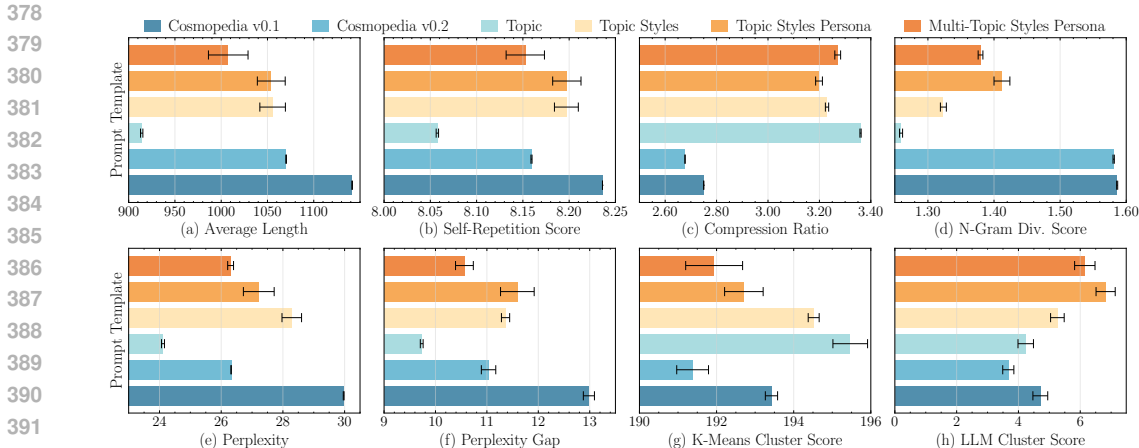 378
379
380
381
382
383
384
385
386
387
388
389
390
391
Cosmopedia v0.1 Cosmopedia v0.2 Topic Topic Styles Topic Styles Persona Multi-Topic Styles Persona
Prompt Template
900 950 1000 1050 1100
(a) Average Length
8.00 8.05 8.10 8.15 8.20 8.25
(b) Self-Repetition Score
2.60 2.80 3.00 3.20 3.40
(c) Compression Ratio
1.30 1.40 1.50 1.60
(d) N-Gram Div. Score
Prompt Template
24 26 28 30
(e) Perplexity
9 10 11 12 13
(f) Perplexity Gap
190 192 194 196
(g) K-Means Cluster Score
0 2 4 6
(h) LLM Cluster Score